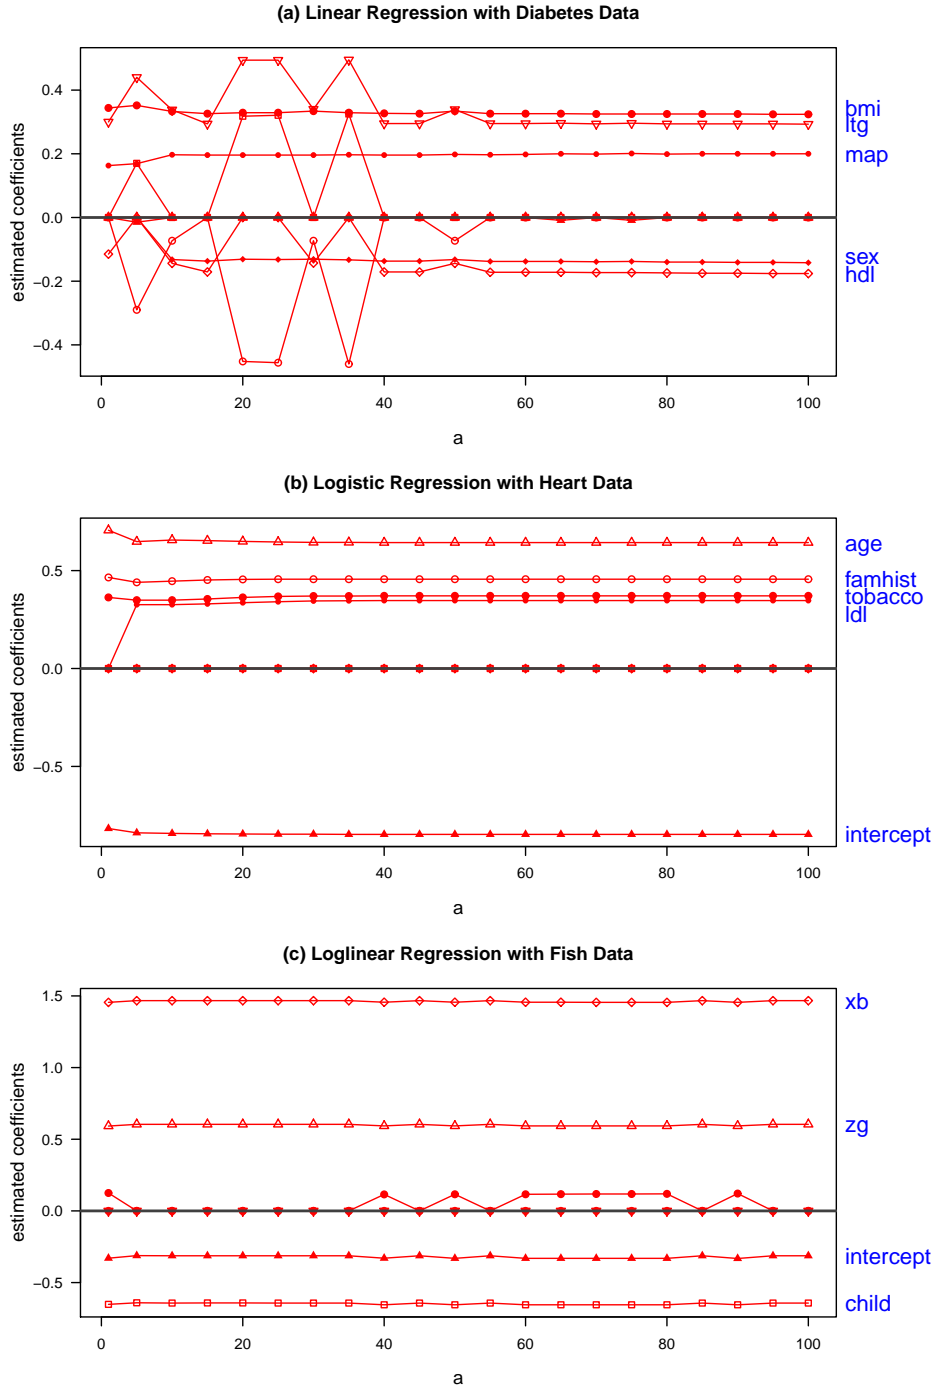 (a) Linear Regression with Diabetes Data
estimated coefficients
0.4
0.2
0.0
−0.2
−0.4
bmi
ltg
map
sex
hdl
0 20 40 60 80 100
a
(b) Logistic Regression with Heart Data
estimated coefficients
0.5
0.0
−0.5
age
famhist
tobacco
ldl
intercept
0 20 40 60 80 100
a
(c) Loglinear Regression with Fish Data
estimated coefficients
1.5
1.0
0.5
0.0
−0.5
xb
zg
intercept
child
0 20 40 60 80 100
a